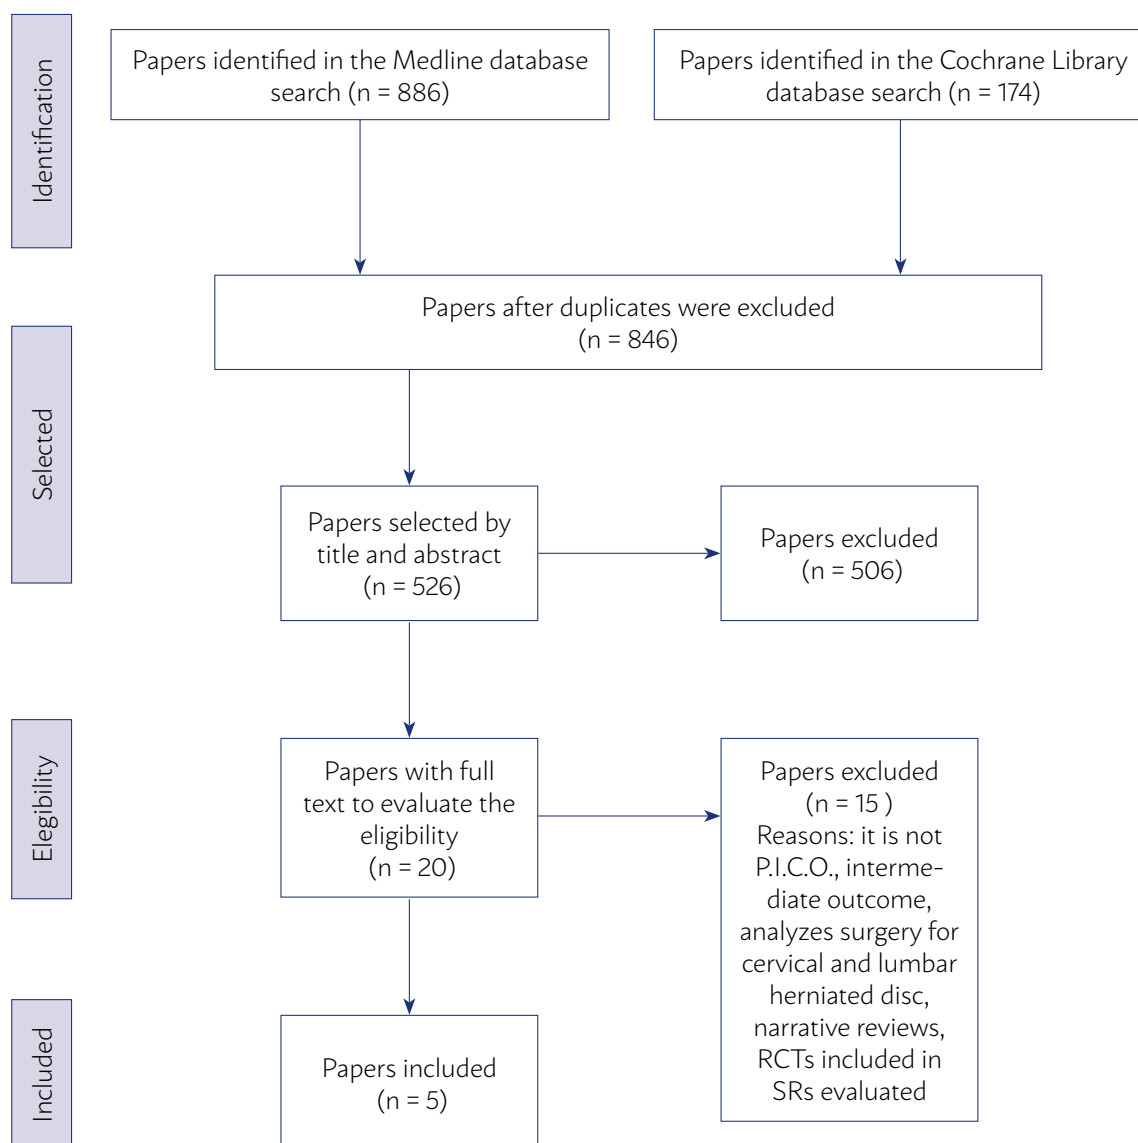 Identification
Papers identified in the Medline database
search (n = 886)
Papers identified in the Cochrane Library
database search (n = 174)
Papers after duplicates were excluded
(n = 846)
Selected
Papers selected by
title and abstract
(n = 526)
Papers excluded
(n = 506)
Elegibility
Papers with full
text to evaluate the
eligibility
(n = 20)
Papers excluded
(n = 15 )
Reasons: it is not
P.I.C.O., interme-
diate outcome,
analyzes surgery for
cervical and lumbar
herniated disc,
narrative reviews,
RCTs included in
SRs evaluated
Included
Papers included
(n = 5)